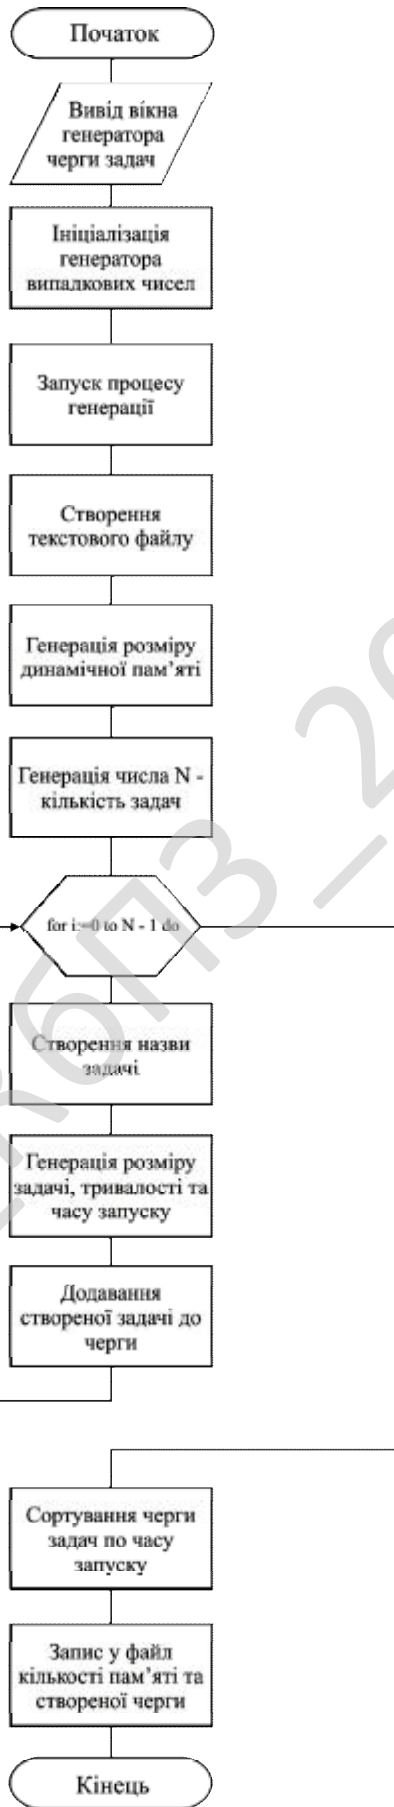 Початок
Вивід вікна
генератора
черги задач
Ініціалізація
генератора
випадкових чисел
Запуск процесу
генерації
Створення
текстового файлу
Генерація розміру
динамічної пам’яті
Генерація числа N -
кількість задач
for i:=0 to N - 1 do
Створення назви
задачі
Генерація розміру
задачі, тривалості та
часу запуску
Додавання
створеної задачі до
черги
Сортування черги
задач по часу
запуску
Запис у файл
кількості пам’яті та
створеної черги
Кінець